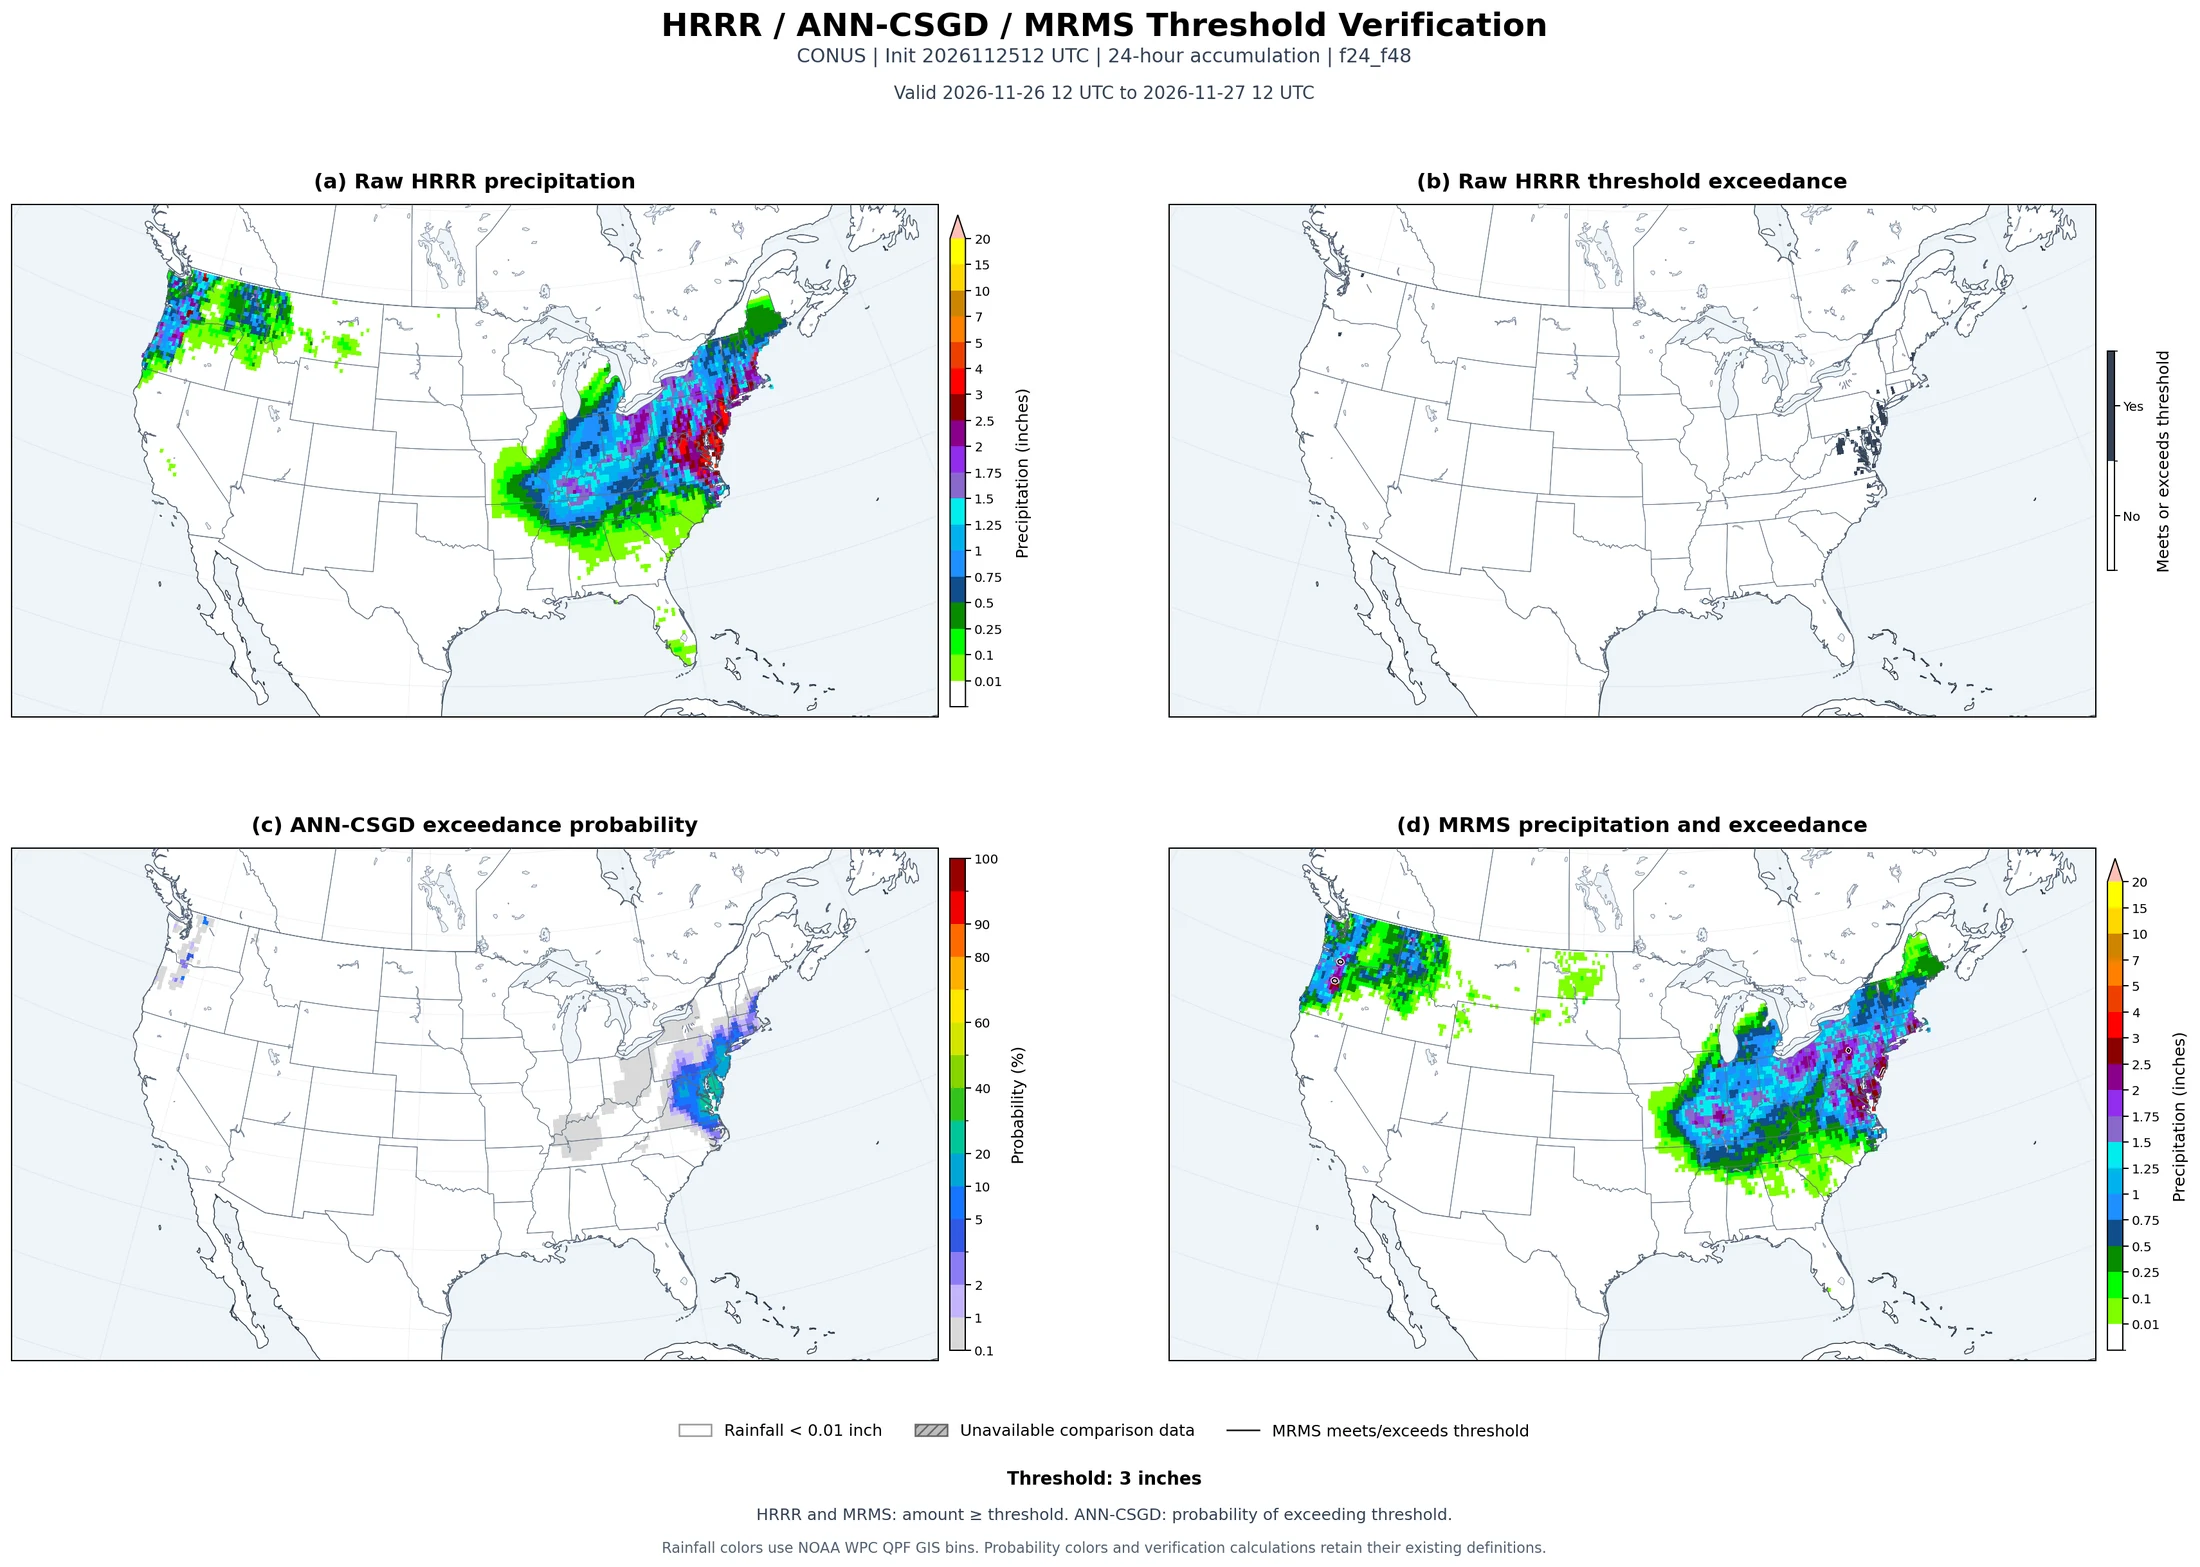 HRRR / ANN-CSGD / MRMS Threshold Verification
CONUS | Init 2026112512 UTC | 24-hour accumulation | f24_f48
Valid 2026-11-26 12 UTC to 2026-11-27 12 UTC
(a) Raw HRRR precipitation
20
15
10
7
5
4
3
2.5
2
1.75
1.5
1.25
1
0.75
0.5
0.25
0.1
0.01
Precipitation (inches)
(b) Raw HRRR threshold exceedance
Yes
No
Meets or exceeds threshold
(c) ANN-CSGD exceedance probability
100
90
80
60
40
20
10
5
2
1
0.1
Probability (%)
(d) MRMS precipitation and exceedance
20
15
10
7
5
4
3
2.5
2
1.75
1.5
1.25
1
0.75
0.5
0.25
0.1
0.01
Precipitation (inches)
Rainfall < 0.01 inch
Unavailable comparison data
MRMS meets/exceeds threshold
Threshold: 3 inches
HRRR and MRMS: amount ≥ threshold. ANN-CSGD: probability of exceeding threshold.
Rainfall colors use NOAA WPC QPF GIS bins. Probability colors and verification calculations retain their existing definitions.